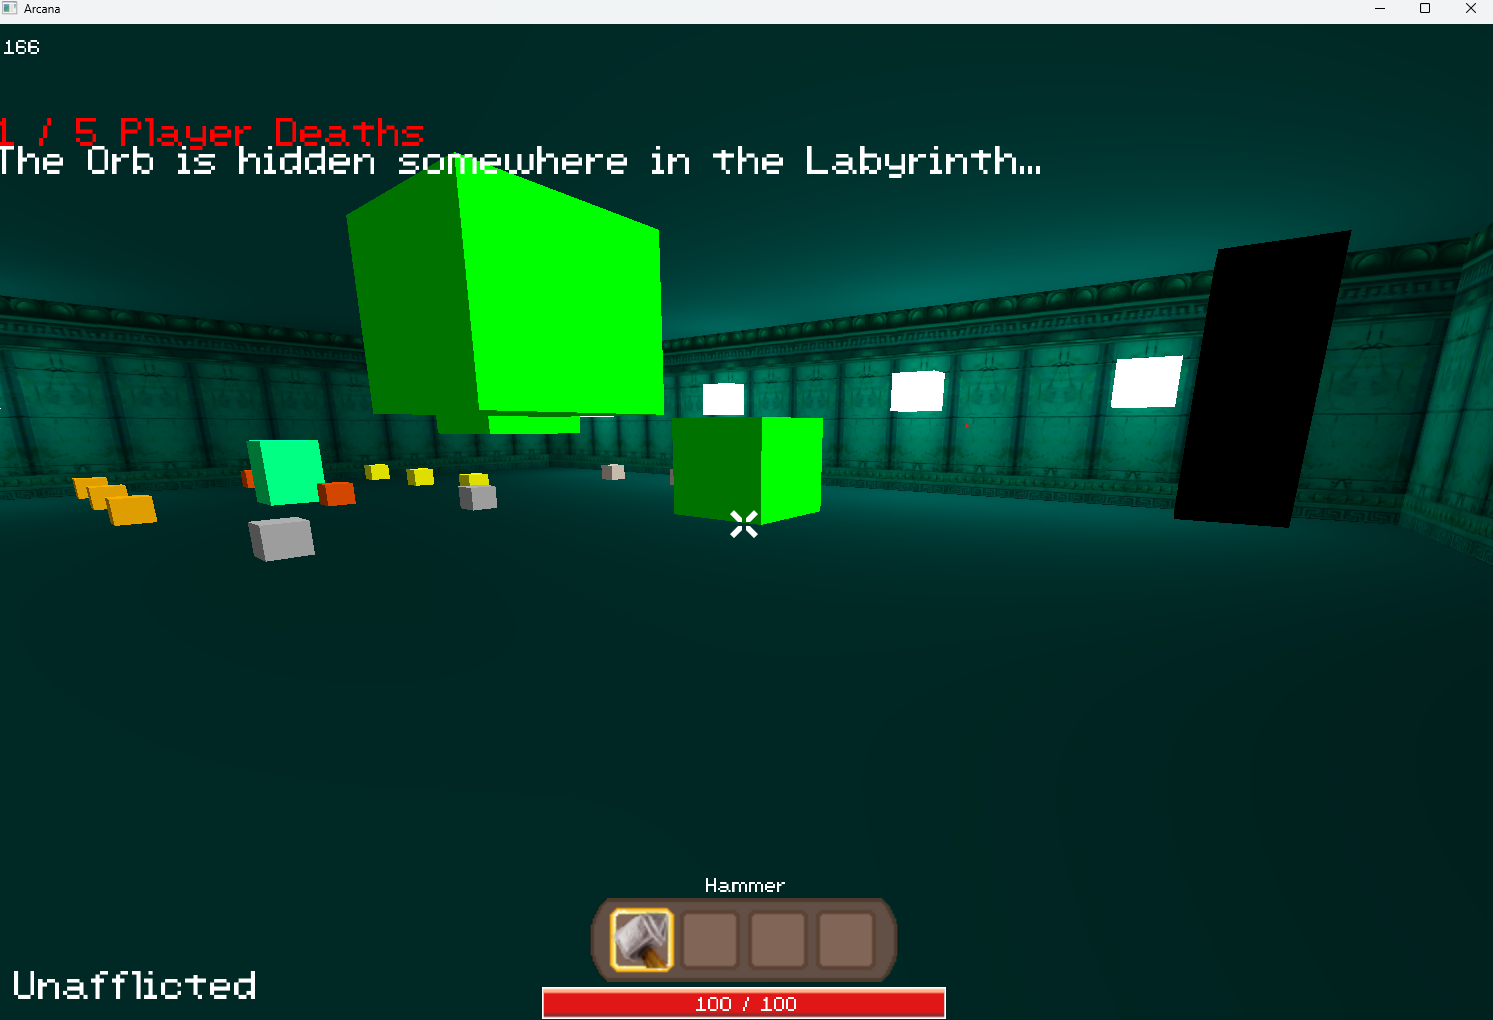 Arcana
166
1 / 5 Player Deaths
The Orb is hidden somewhere in the Labyrinth...
Hammer
Unafflicted
100 / 100